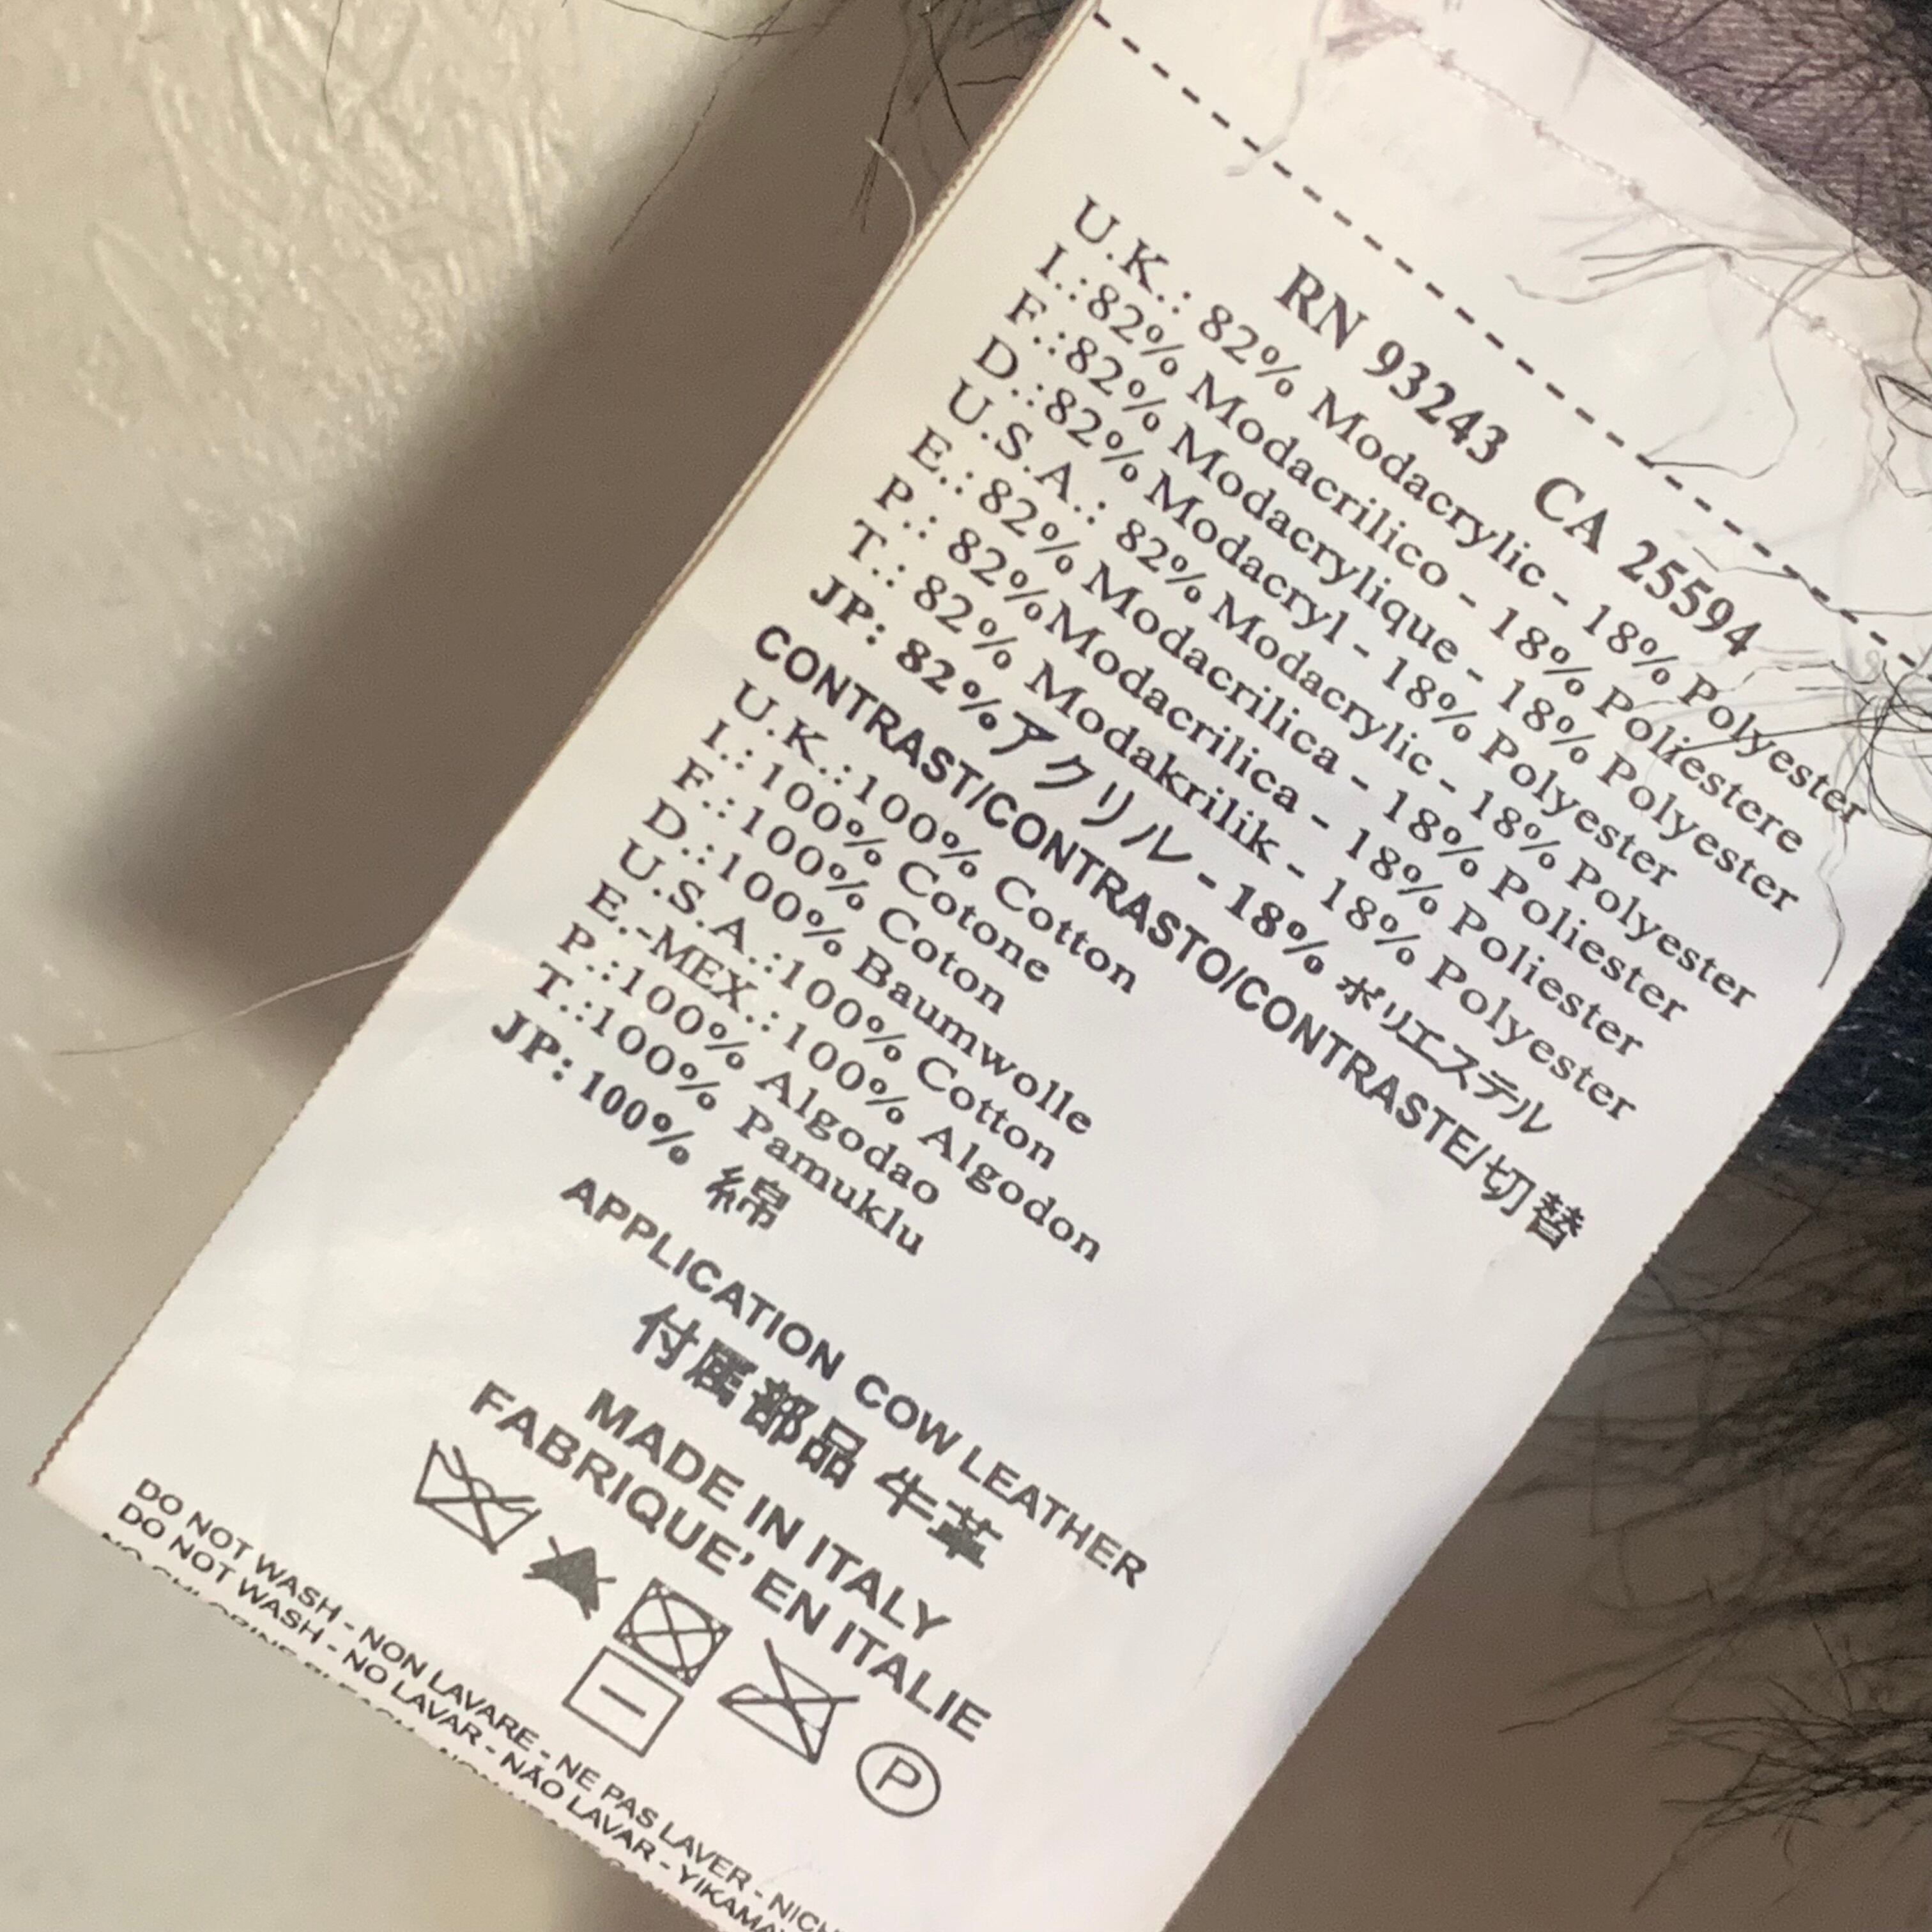 RN 93243 CA 25594
U.K.: 82% Modacrylic - 18% Polyester
I.:82% Modacrilico - 18% Poliestere
F.:82% Modacrylique - 18% Polyester
D.:82% Modacryl - 18% Polyester
U.S.A.: 82% Modacrylic - 18% Polyester
E.: 82% Modacrilica - 18% Poliester
P.: 82%Modacrilica - 18% Poliester
T.: 82% Modakrilik - 18% Polyester
JP: 82%アクリル - 18% ポリエステル
CONTRAST/CONTRASTO/CONTRASTE/切替
U.K.:100% Cotton
I.: 100% Cotone
F.:100% Coton
D.:100% Baumwolle
U.S.A.:100% Cotton
E.-MEX.:100% Algodon
P.:100% Algodao
T.:100% Pamuklu
JP: 100% 綿
APPLICATION COW LEATHER
付属部品 牛革
MADE IN ITALY
FABRIQUE' EN ITALIE
P
DO NOT WASH - NON LAVARE - NE PAS LAVER -
DO NOT WASH - NO LAVAR - NÃO LAVAR -